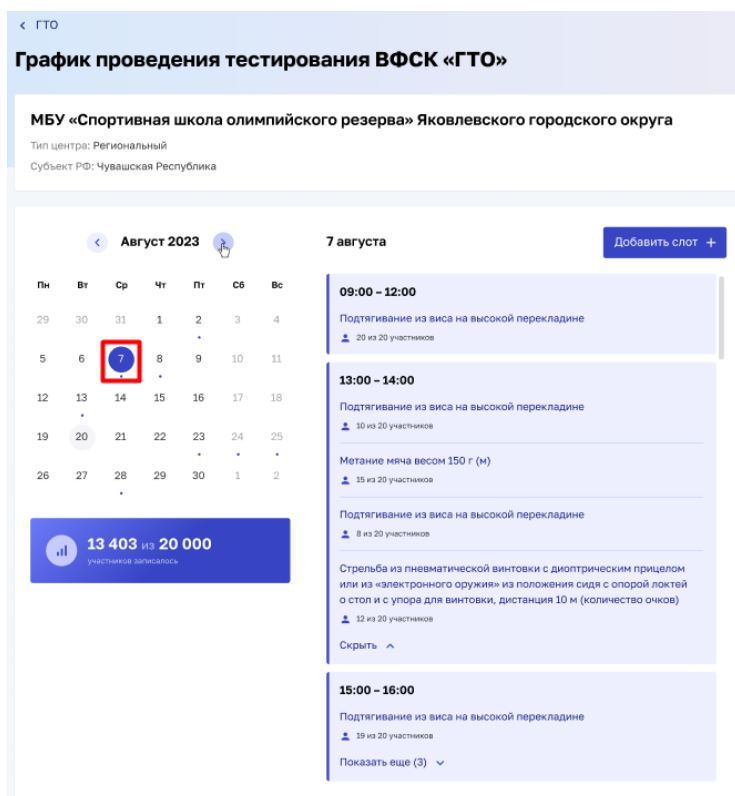 ГТО
График проведения тестирования ВФСК «ГТО»
МБУ «Спортивная школа олимпийского резерва» Яковлевского городского округа
Тип центра: Региональный
Субъект РФ: Чувашская Республика
Август 2023
Пн Вт Ср Чт Пт Сб Вс
29 30 31 1 2 3 4
5 6 7 8 9 10 11
12 13 14 15 16 17 18
19 20 21 22 23 24 25
26 27 28 29 30 1 2
13 403 из 20 000
участников записалось
7 августа
Добавить слот +
09:00 – 12:00
Подтягивание из виса на высокой перекладине
20 из 20 участников
13:00 – 14:00
Подтягивание из виса на высокой перекладине
10 из 20 участников
Метание мяча весом 150 г (м)
15 из 20 участников
Подтягивание из виса на высокой перекладине
8 из 20 участников
Стрельба из пневматической винтовки с диоптрическим прицелом
или из «электронного оружия» из положения сидя с опорой локтей
о стол и с упора для винтовки, дистанция 10 м (количество очков)
12 из 20 участников
Скрыть
15:00 – 16:00
Подтягивание из виса на высокой перекладине
19 из 20 участников
Показать еще (3)